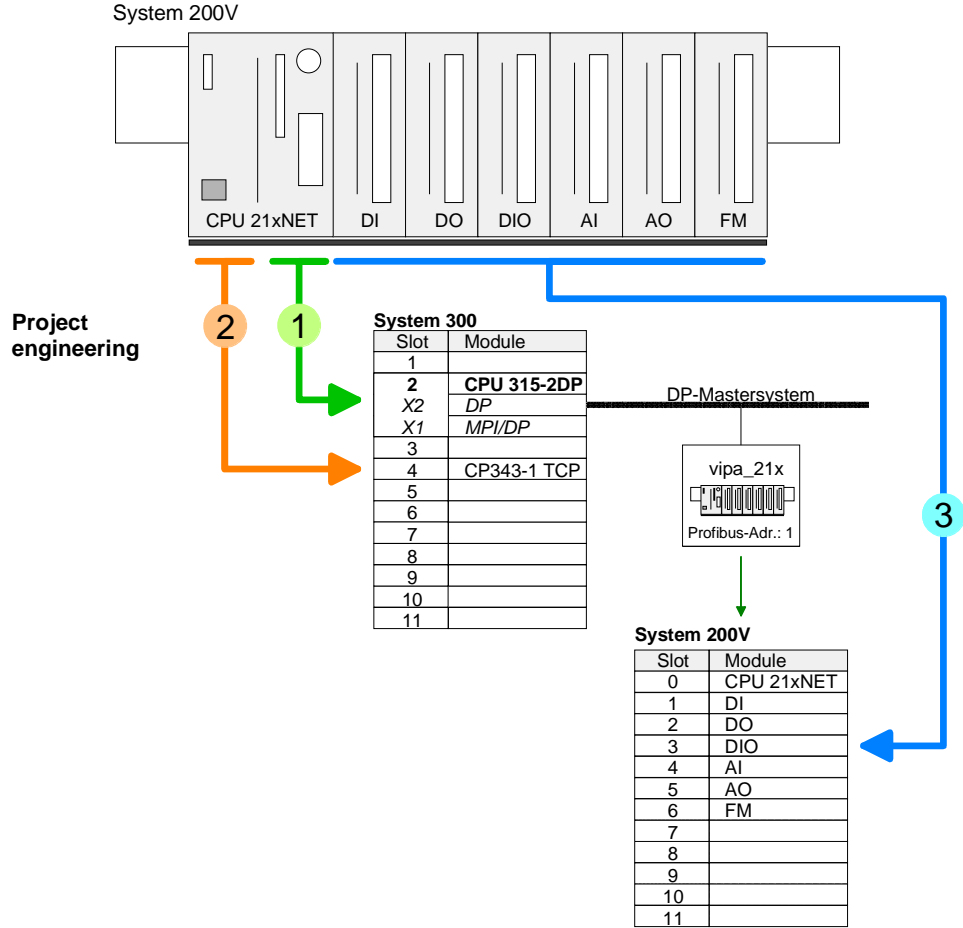 System 200V
CPU 21xNET DI DO DIO AI AO FM
Project
engineering
2 1
System 300
Slot Module
1
2 CPU 315-2DP
X2 DP
X1 MPI/DP
3
4 CP343-1 TCP
5
6
7
8
9
10
11
DP-Mastersystem
vipa_21x
Profibus-Adr.: 1
3
System 200V
Slot Module
0 CPU 21xNET
1 DI
2 DO
3 DIO
4 AI
5 AO
6 FM
7
8
9
10
11